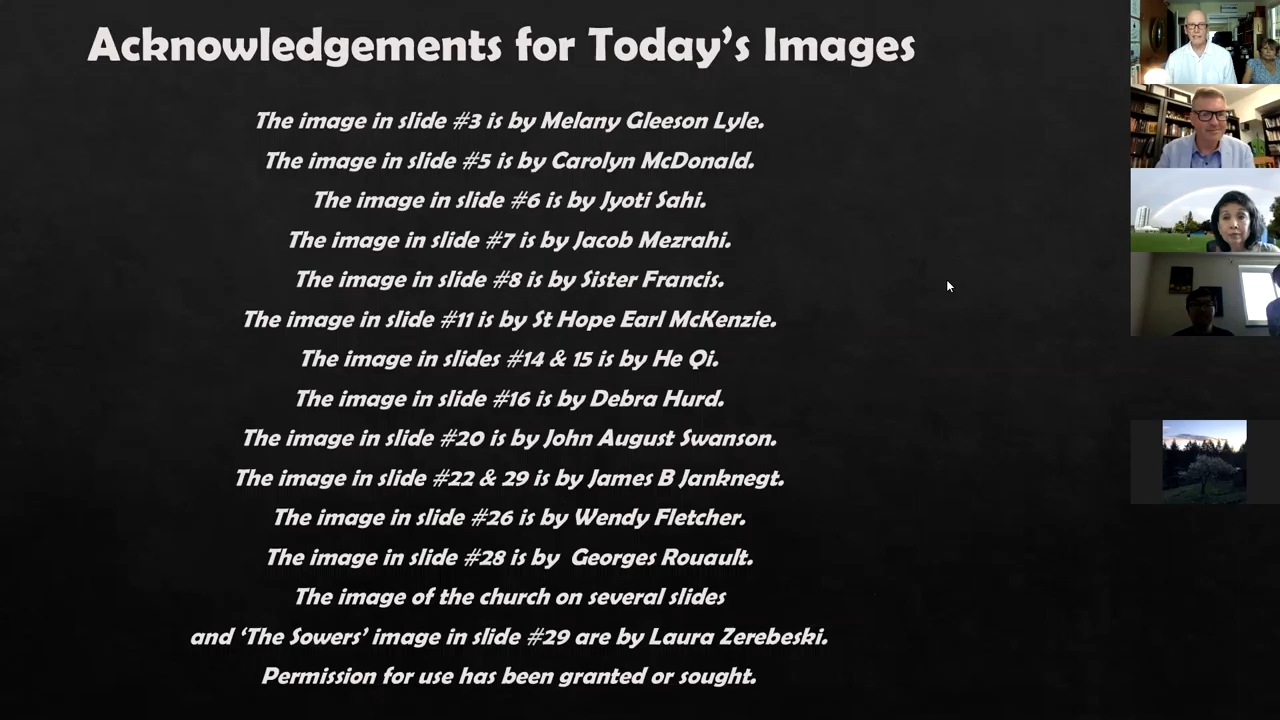 Acknowledgements for Today's Images
The image in slide #3 is by Melany Gleeson Lyle.
The image in slide #5 is by Carolyn McDonald.
The image in slide #6 is by Jyoti Sahi.
The image in slide #7 is by Jacob Mezrahi.
The image in slide #8 is by Sister Francis.
The image in slide #11 is by St Hope Earl McKenzie.
The image in slides #14 & 15 is by He Qi.
The image in slide #16 is by Debra Hurd.
The image in slide #20 is by John August Swanson.
The image in slide #22 & 29 is by James B Janknegt.
The image in slide #26 is by Wendy Fletcher.
The image in slide #28 is by  Georges Rouault.
The image of the church on several slides
and ‘The Sowers’ image in slide #29 are by Laura Zerebeski.
Permission for use has been granted or sought.